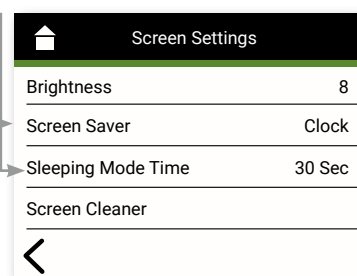 Screen Settings
Brightness 8
Screen Saver Clock
Sleeping Mode Time 30 Sec
Screen Cleaner